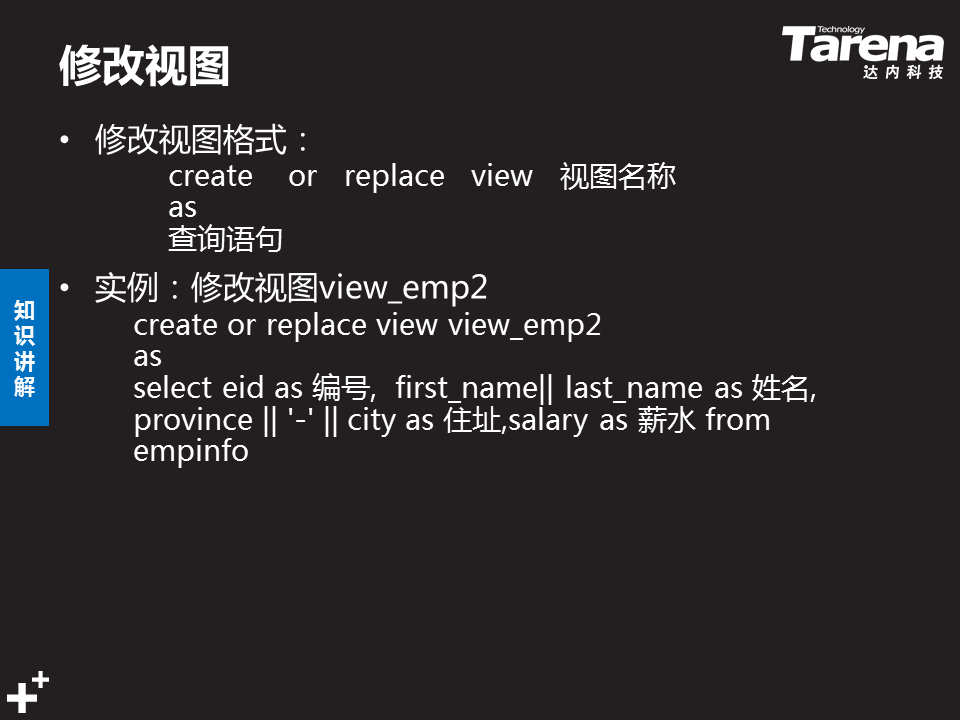 修改视图
Technology
Tarena
达内科技
• 修改视图格式：
create or replace view 视图名称
as
查询语句
• 实例：修改视图view_emp2
create or replace view view_emp2
as
select eid as 编号, first_name|| last_name as 姓名,
province || '-' || city as 住址,salary as 薪水 from
empinfo
知
识
讲
解